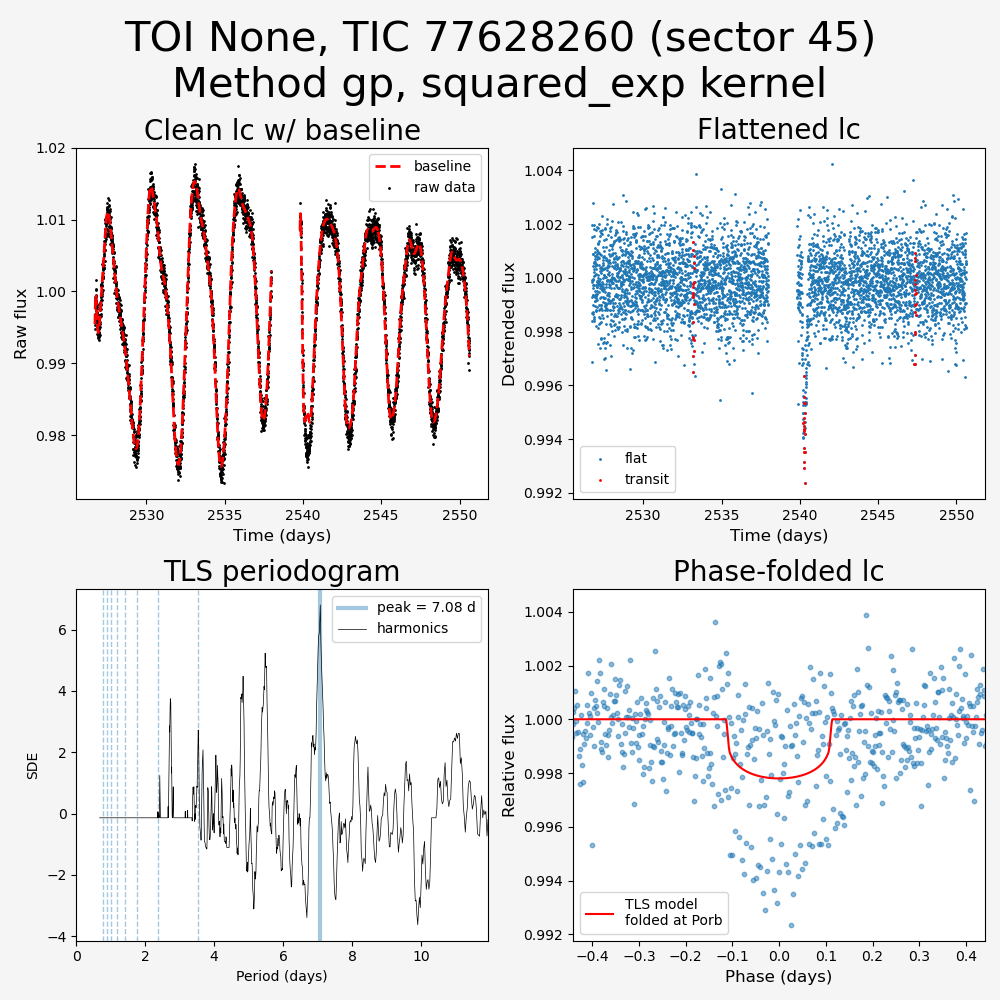 TOI None, TIC 77628260 (sector 45)
Method gp, squared_exp kernel
Clean lc w/ baseline
1.02
1.01
1.00
0.99
0.98
Raw flux
baseline
raw data
2530
2535
2540
2545
2550
Time (days)
Flattened lc
1.004
1.002
1.000
0.998
0.996
0.994
0.992
Detrended flux
flat
transit
2530
2535
2540
2545
2550
Time (days)
TLS periodogram
6
4
2
0
−2
−4
SDE
peak = 7.08 d
harmonics
0
2
4
6
8
10
Period (days)
Phase-folded lc
1.004
1.002
1.000
0.998
0.996
0.994
0.992
Relative flux
TLS model
folded at Porb
−0.4
−0.3
−0.2
−0.1
0.0
0.1
0.2
0.3
0.4
Phase (days)